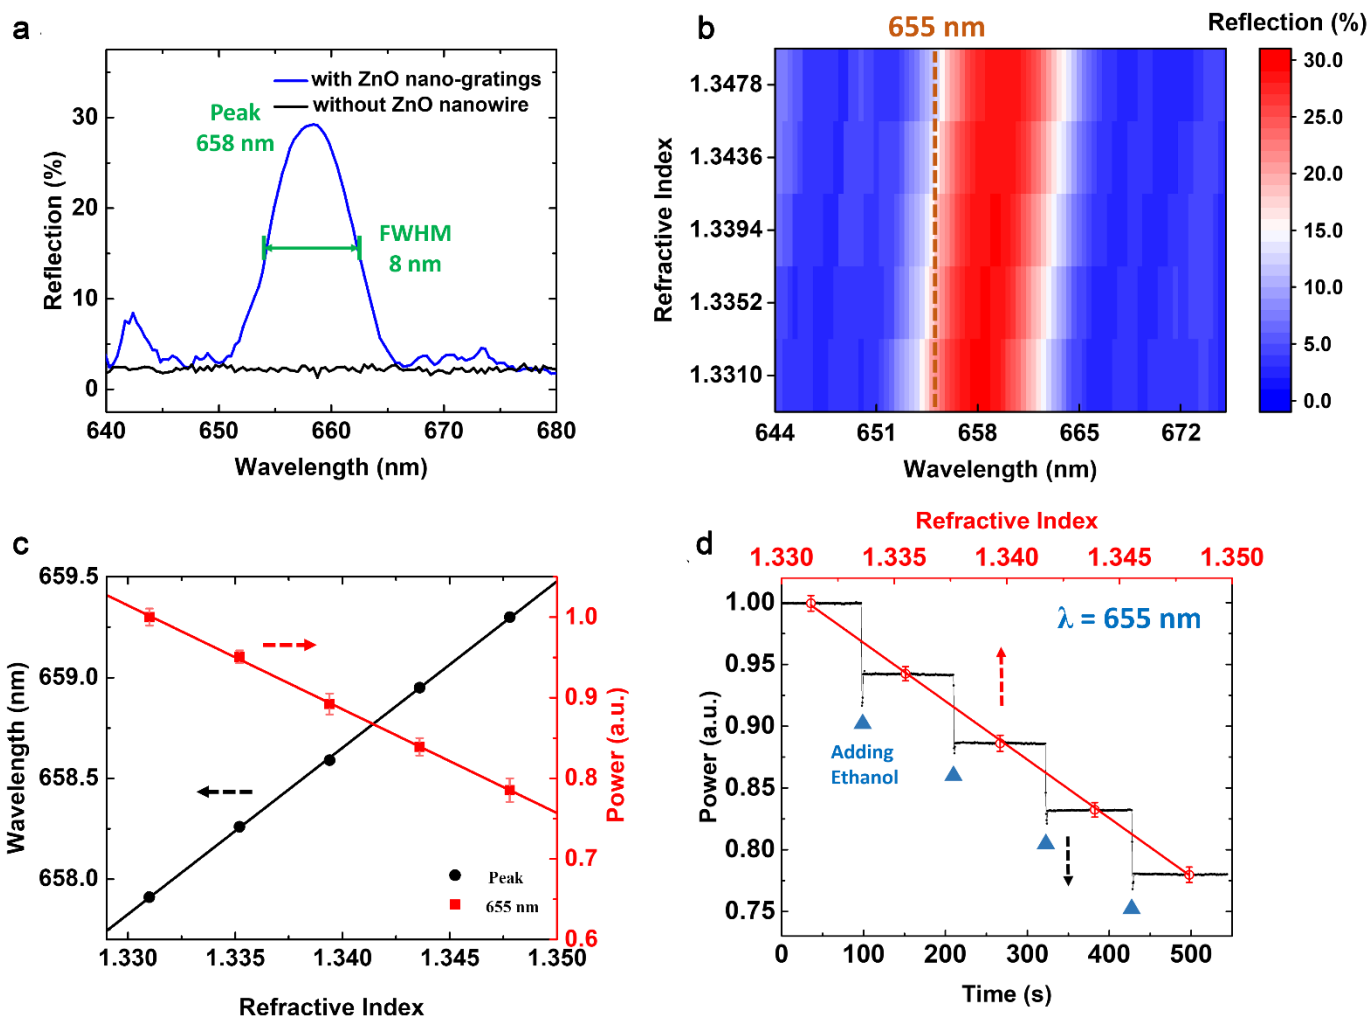 a
with ZnO nano-gratings
without ZnO nanowire
Peak
658 nm
FWHM
8 nm
30
20
10
0
Reflection (%)
640
650
660
670
680
Wavelength (nm)
b
655 nm
Reflection (%)
1.3478
1.3436
1.3394
1.3352
1.3310
Refractive Index
644
651
658
665
672
Wavelength (nm)
30.0
25.0
20.0
15.0
10.0
5.0
0.0
c
659.5
659.0
658.5
658.0
Wavelength (nm)
1.0
0.9
0.8
0.7
0.6
Power (a.u.)
Peak
655 nm
1.330
1.335
1.340
1.345
1.350
Refractive Index
d
Refractive Index
1.330
1.335
1.340
1.345
1.350
λ = 655 nm
1.00
0.95
0.90
0.85
0.80
0.75
Power (a.u.)
Adding
Ethanol
0
100
200
300
400
500
Time (s)